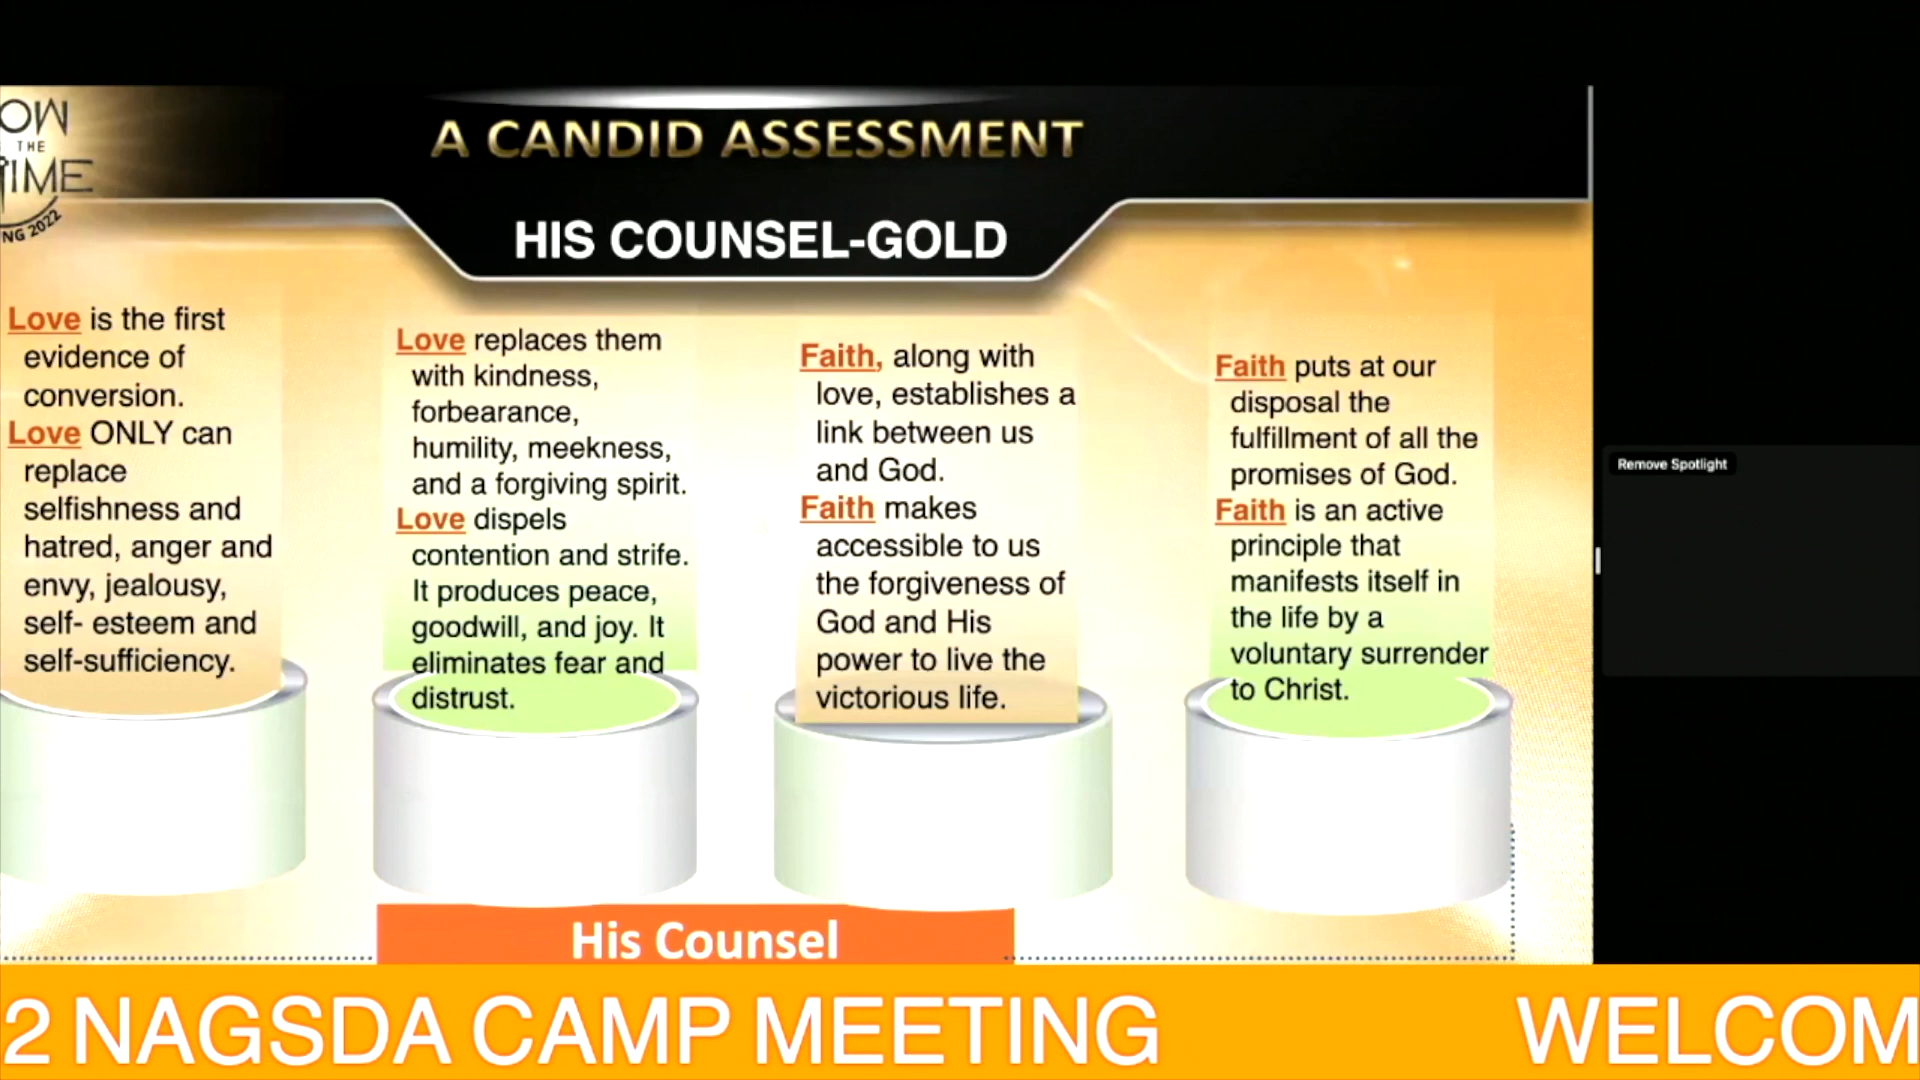 OW
THE
TIME
NG 2022
A CANDID ASSESSMENT
HIS COUNSEL-GOLD
Love is the first
evidence of
conversion.
Love ONLY can
replace
selfishness and
hatred, anger and
envy, jealousy,
self- esteem and
self-sufficiency.
Love replaces them
with kindness,
forbearance,
humility, meekness,
and a forgiving spirit.
Love dispels
contention and strife.
It produces peace,
goodwill, and joy. It
eliminates fear and
distrust.
Faith, along with
love, establishes a
link between us
and God.
Faith makes
accessible to us
the forgiveness of
God and His
power to live the
victorious life.
Faith puts at our
disposal the
fulfillment of all the
promises of God.
Faith is an active
principle that
manifests itself in
the life by a
voluntary surrender
to Christ.
Remove Spotlight
His Counsel
2 NAGSDA CAMP MEETING
WELCOM